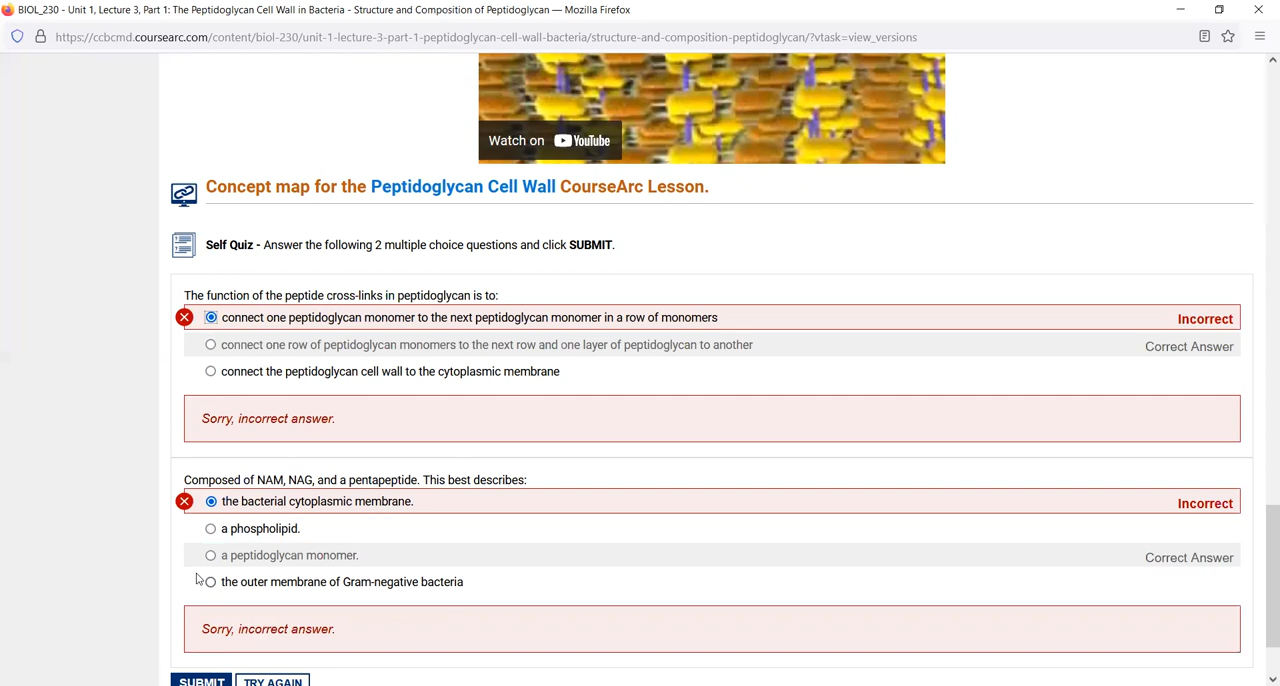 BIOL_230 - Unit 1, Lecture 3, Part 1: The Peptidoglycan Cell Wall in Bacteria - Structure and Composition of Peptidoglycan — Mozilla Firefox
https://ccbcmd.coursearc.com/content/biol-230/unit-1-lecture-3-part-1-peptidoglycan-cell-wall-bacteria/structure-and-composition-peptidoglycan/?vtask=view_versions
Watch on YouTube
Concept map for the Peptidoglycan Cell Wall CourseArc Lesson.
Self Quiz - Answer the following 2 multiple choice questions and click SUBMIT.
The function of the peptide cross-links in peptidoglycan is to:
connect one peptidoglycan monomer to the next peptidoglycan monomer in a row of monomers Incorrect
connect one row of peptidoglycan monomers to the next row and one layer of peptidoglycan to another Correct Answer
connect the peptidoglycan cell wall to the cytoplasmic membrane
Sorry, incorrect answer.
Composed of NAM, NAG, and a pentapeptide. This best describes:
the bacterial cytoplasmic membrane. Incorrect
a phospholipid.
a peptidoglycan monomer. Correct Answer
the outer membrane of Gram-negative bacteria
Sorry, incorrect answer.
SUBMIT TRY AGAIN